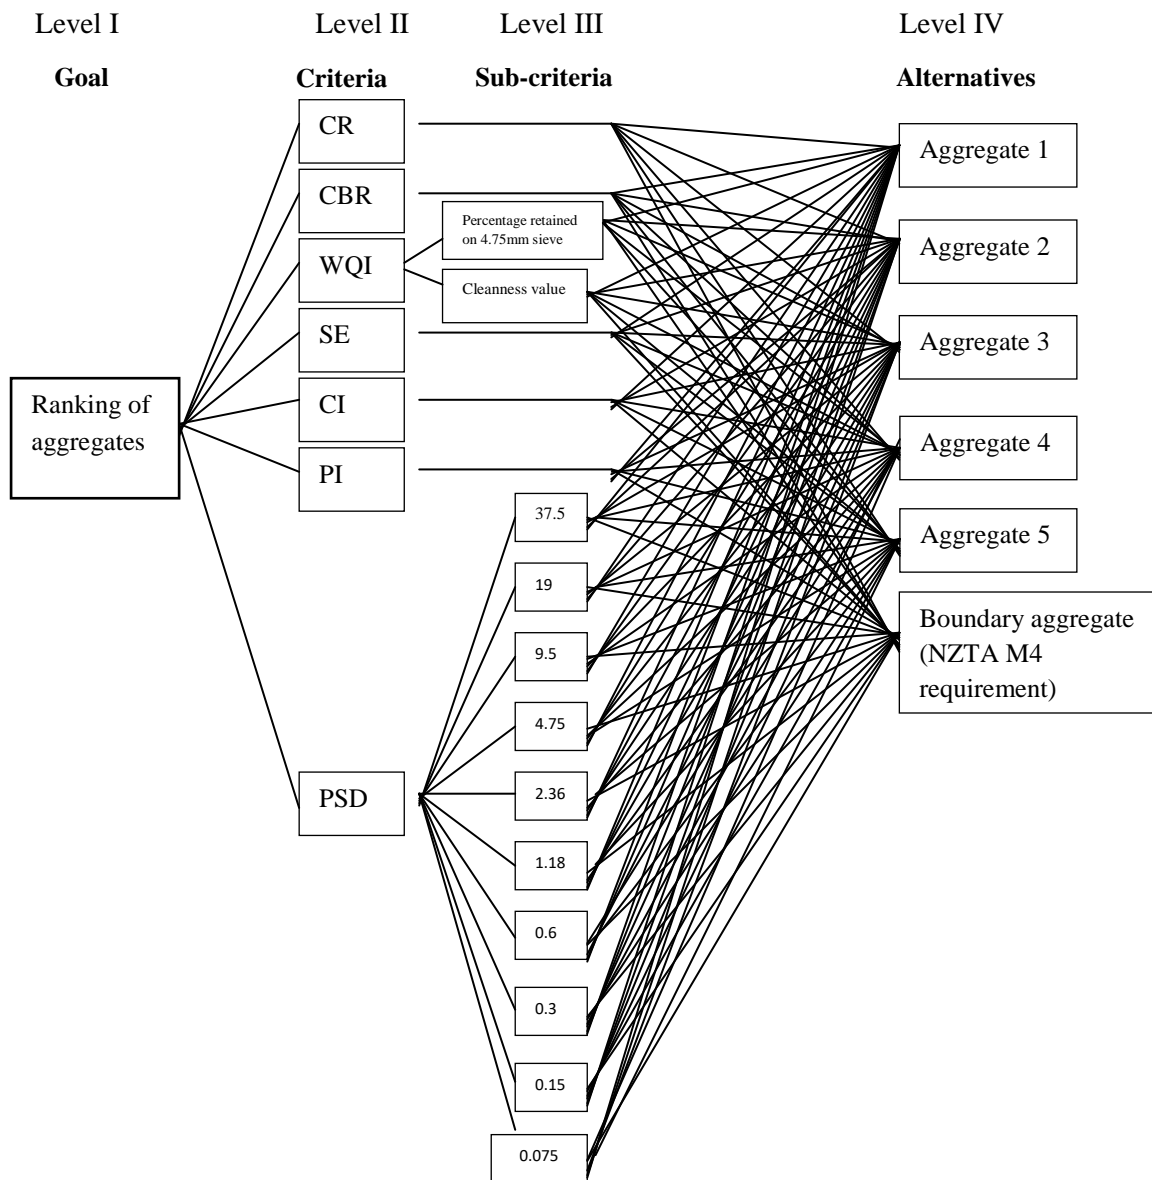 Level I
Level II
Level III
Level IV
Goal
Criteria
Sub-criteria
Alternatives
CR
CBR
WQI
SE
CI
PI
PSD
Ranking of
aggregates
Percentage retained
on 4.75mm sieve
Cleanness value
37.5
19
9.5
4.75
2.36
1.18
0.6
0.3
0.15
0.075
Aggregate 1
Aggregate 2
Aggregate 3
Aggregate 4
Aggregate 5
Boundary aggregate
(NZTA M4
requirement)